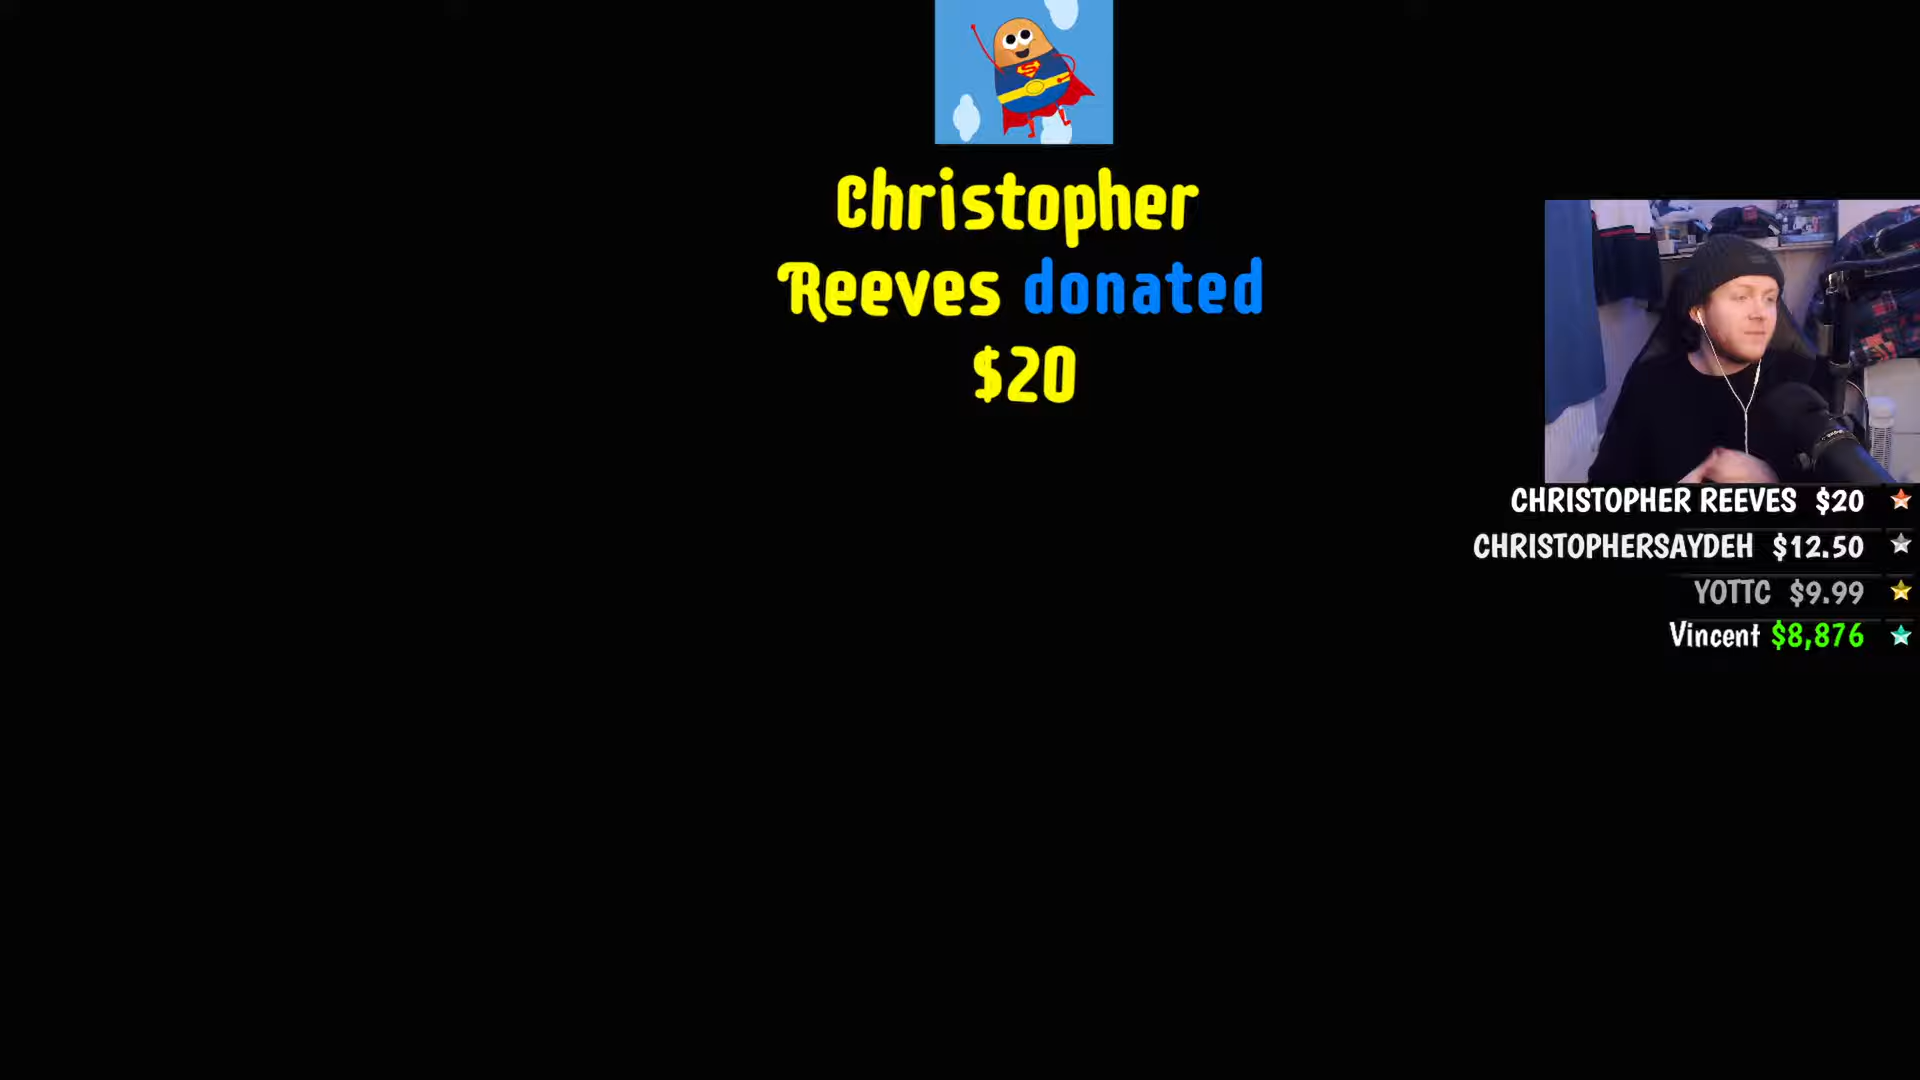 Christopher
Reeves donated
$20
CHRISTOPHER REEVES $20
CHRISTOPHERSAYDEH $12.50
YOTTC $9.99
Vincent $8,876